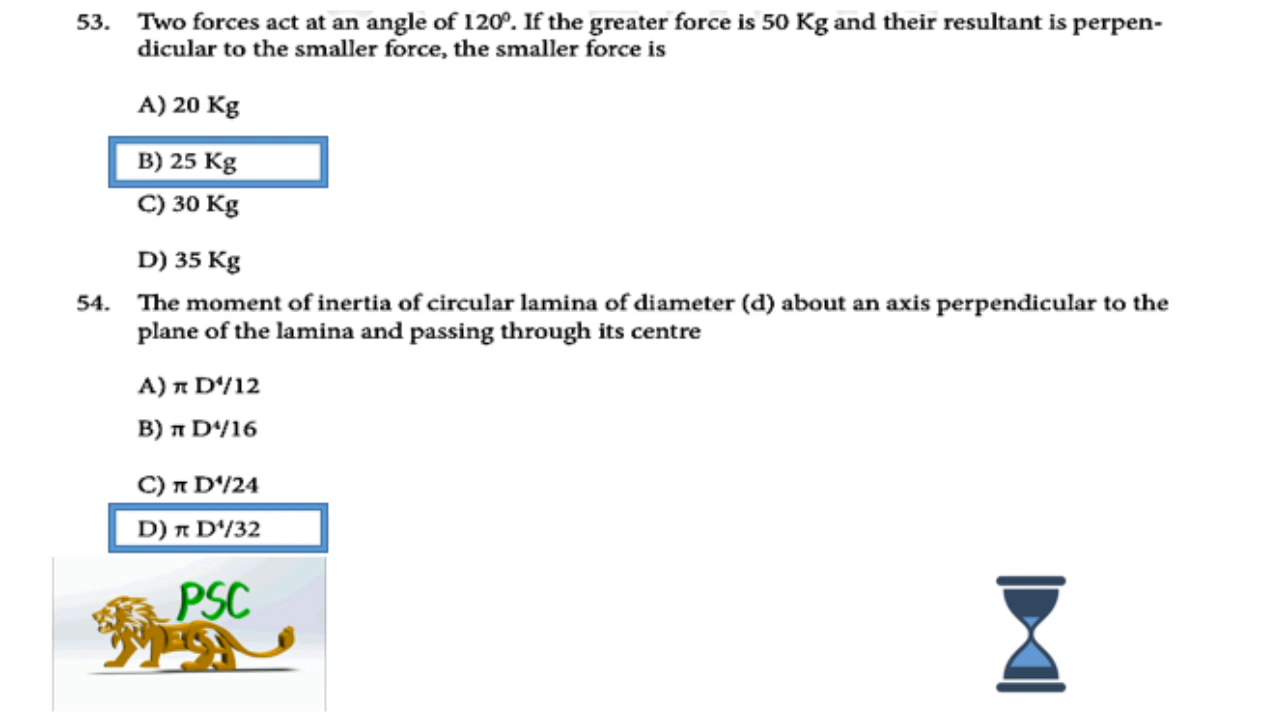 53. Two forces act at an angle of 120⁰. If the greater force is 50 Kg and their resultant is perpen-
dicular to the smaller force, the smaller force is
A) 20 Kg
B) 25 Kg
C) 30 Kg
D) 35 Kg
54. The moment of inertia of circular lamina of diameter (d) about an axis perpendicular to the
plane of the lamina and passing through its centre
A) π D⁴/12
B) π D⁴/16
C) π D⁴/24
D) π D⁴/32
PSC